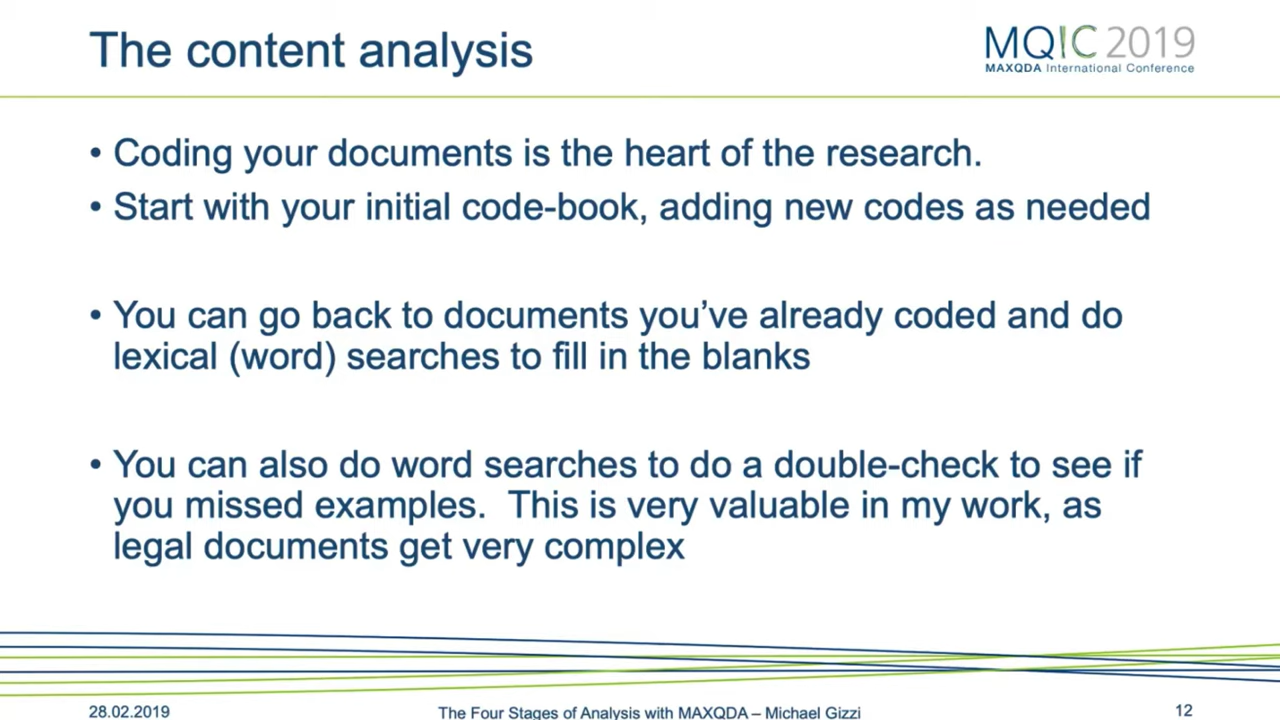 The content analysis
MQIC 2019
MAXQDA International Conference
• Coding your documents is the heart of the research.
• Start with your initial code-book, adding new codes as needed
• You can go back to documents you’ve already coded and do
lexical (word) searches to fill in the blanks
• You can also do word searches to do a double-check to see if
you missed examples.  This is very valuable in my work, as
legal documents get very complex
28.02.2019
The Four Stages of Analysis with MAXQDA – Michael Gizzi
12